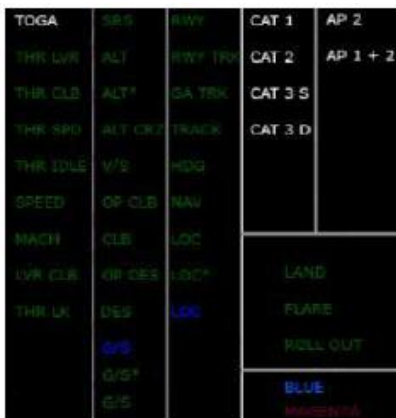 TOGA SRS RWY CAT 1 AP 2
THR LVR ALT RWY TRK CAT 2 AP 1 + 2
THR CLB ALT* GA TRK CAT 3 S
THR SPD ALT CRZ TRACK CAT 3 D
THR IDLE V/S HDG
SPEED OP CLB NAV
MACH CLB LOC
LVR CLB OP DES LOC* LAND
THR LK DES LOC FLARE
G/S ROLL OUT
G/S*
G/S BLUE
MAGENTA